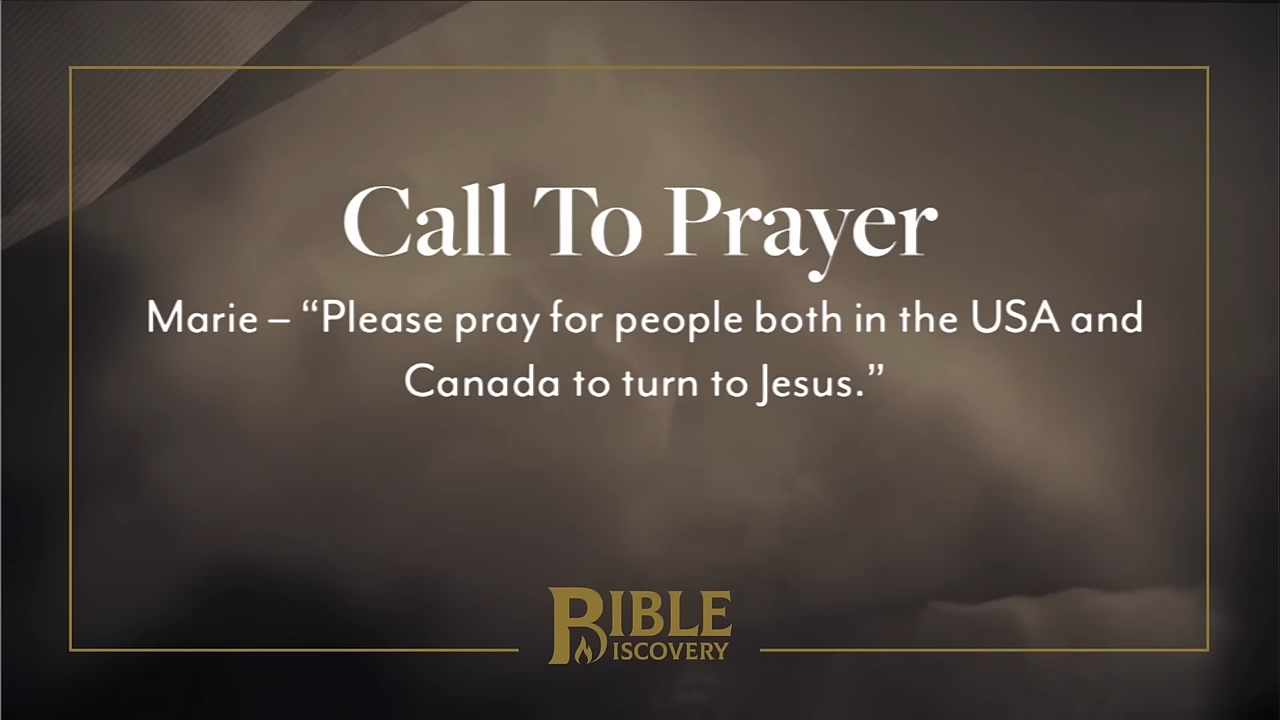 Call To Prayer
Marie – “Please pray for people both in the USA and
Canada to turn to Jesus.”
BIBLE
DISCOVERY